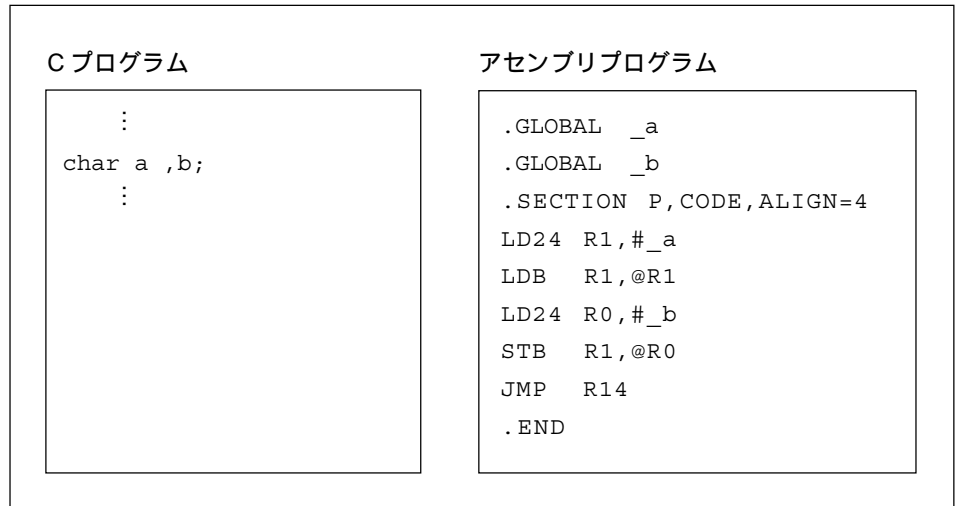 Cプログラム
⋮
char a ,b;
⋮
アセンブリプログラム
.GLOBAL _a
.GLOBAL _b
.SECTION P,CODE,ALIGN=4
LD24 R1,#_a
LDB R1,@R1
LD24 R0,#_b
STB R1,@R0
JMP R14
.END